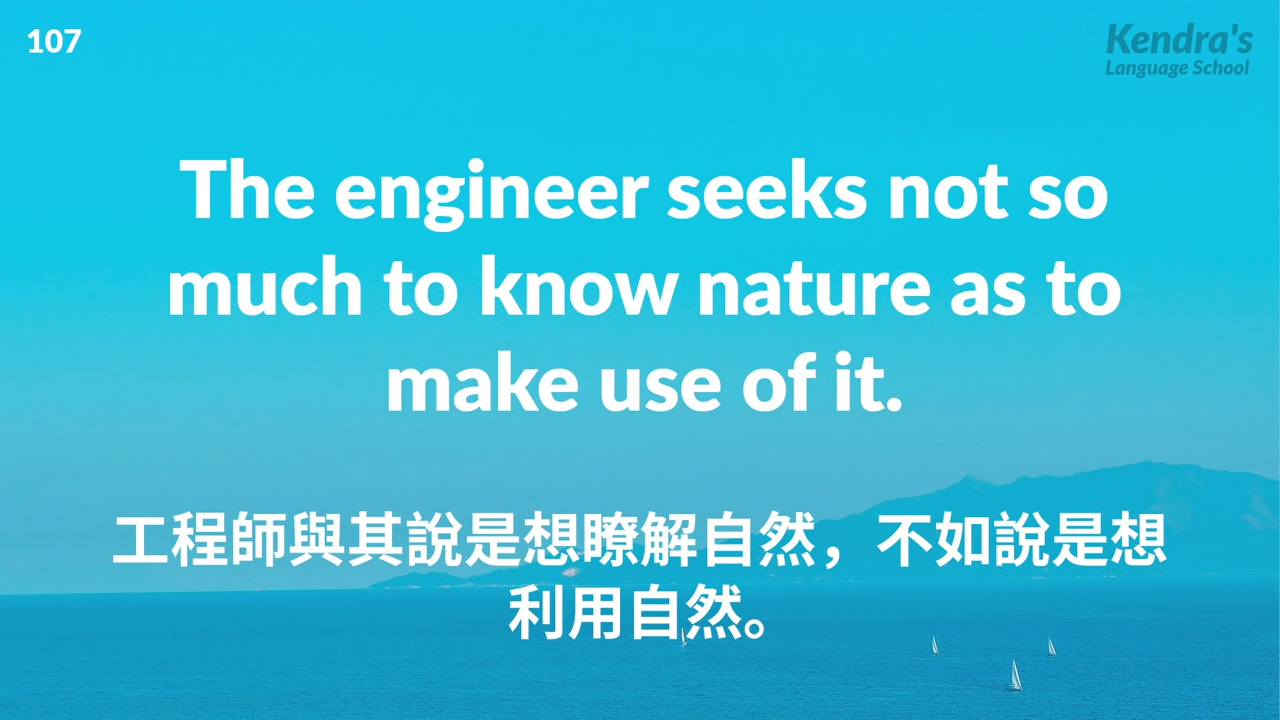 107
Kendra's
Language School
The engineer seeks not so
much to know nature as to
make use of it.
工程師與其說是想瞭解自然，不如說是想
利用自然。